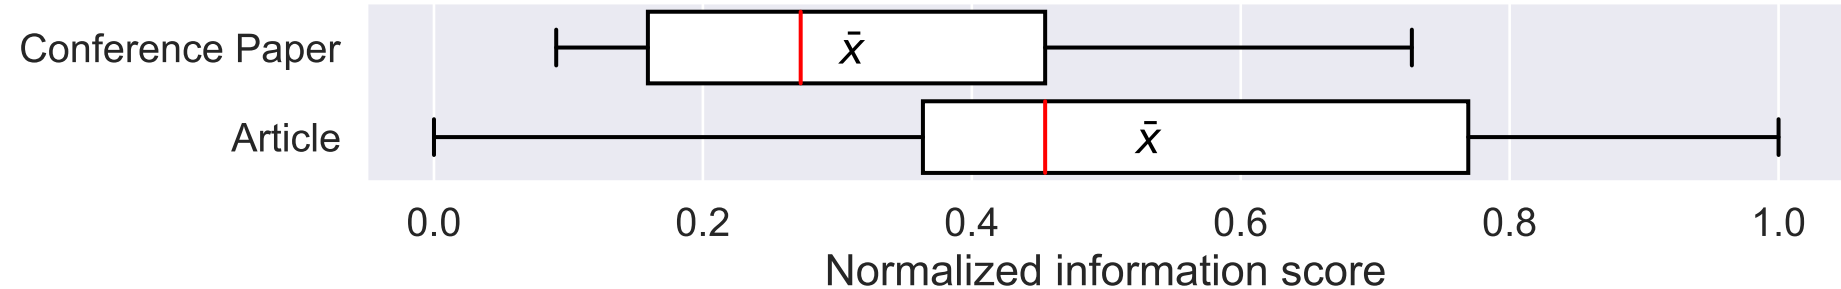 Conference Paper
x̄
Article
x̄
0.0 0.2 0.4 0.6 0.8 1.0
Normalized information score